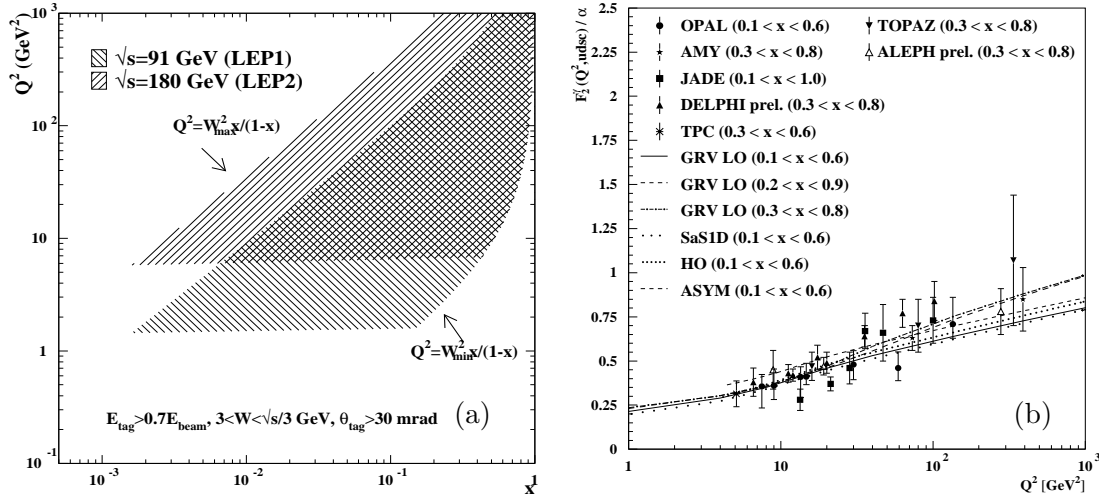 Q² (GeV²)
10³
10²
10
1
10⁻¹
10⁻³
10⁻²
10⁻¹
1
x
√s=91 GeV (LEP1)
√s=180 GeV (LEP2)
Q²=W²maxx/(1-x)
Q²=W²minx/(1-x)
Etag>0.7Ebeam, 3<W<√s/3 GeV, θtag>30 mrad
(a)
F₂^γ(Q²,udsc) / α
2.5
2.25
2
1.75
1.5
1.25
1
0.75
0.5
0.25
0
OPAL (0.1 < x < 0.6)
AMY (0.3 < x < 0.8)
JADE (0.1 < x < 1.0)
DELPHI prel. (0.3 < x < 0.8)
TPC (0.3 < x < 0.6)
GRV LO (0.1 < x < 0.6)
GRV LO (0.2 < x < 0.9)
GRV LO (0.3 < x < 0.8)
SaS1D (0.1 < x < 0.6)
HO (0.1 < x < 0.6)
ASYM (0.1 < x < 0.6)
TOPAZ (0.3 < x < 0.8)
ALEPH prel. (0.3 < x < 0.8)
(b)
1
10
10²
10³
Q² [GeV²]